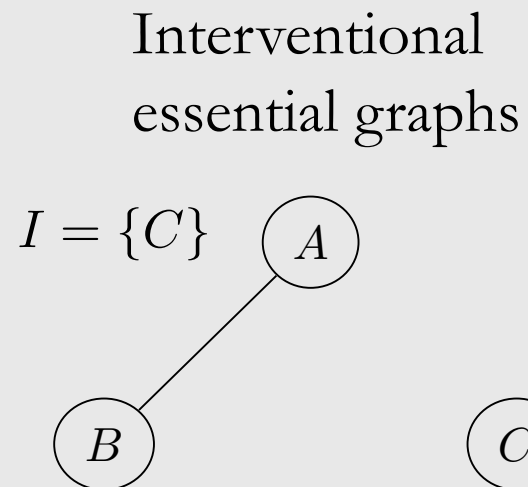 Interventional
essential graphs
I = {C}
A
B
C